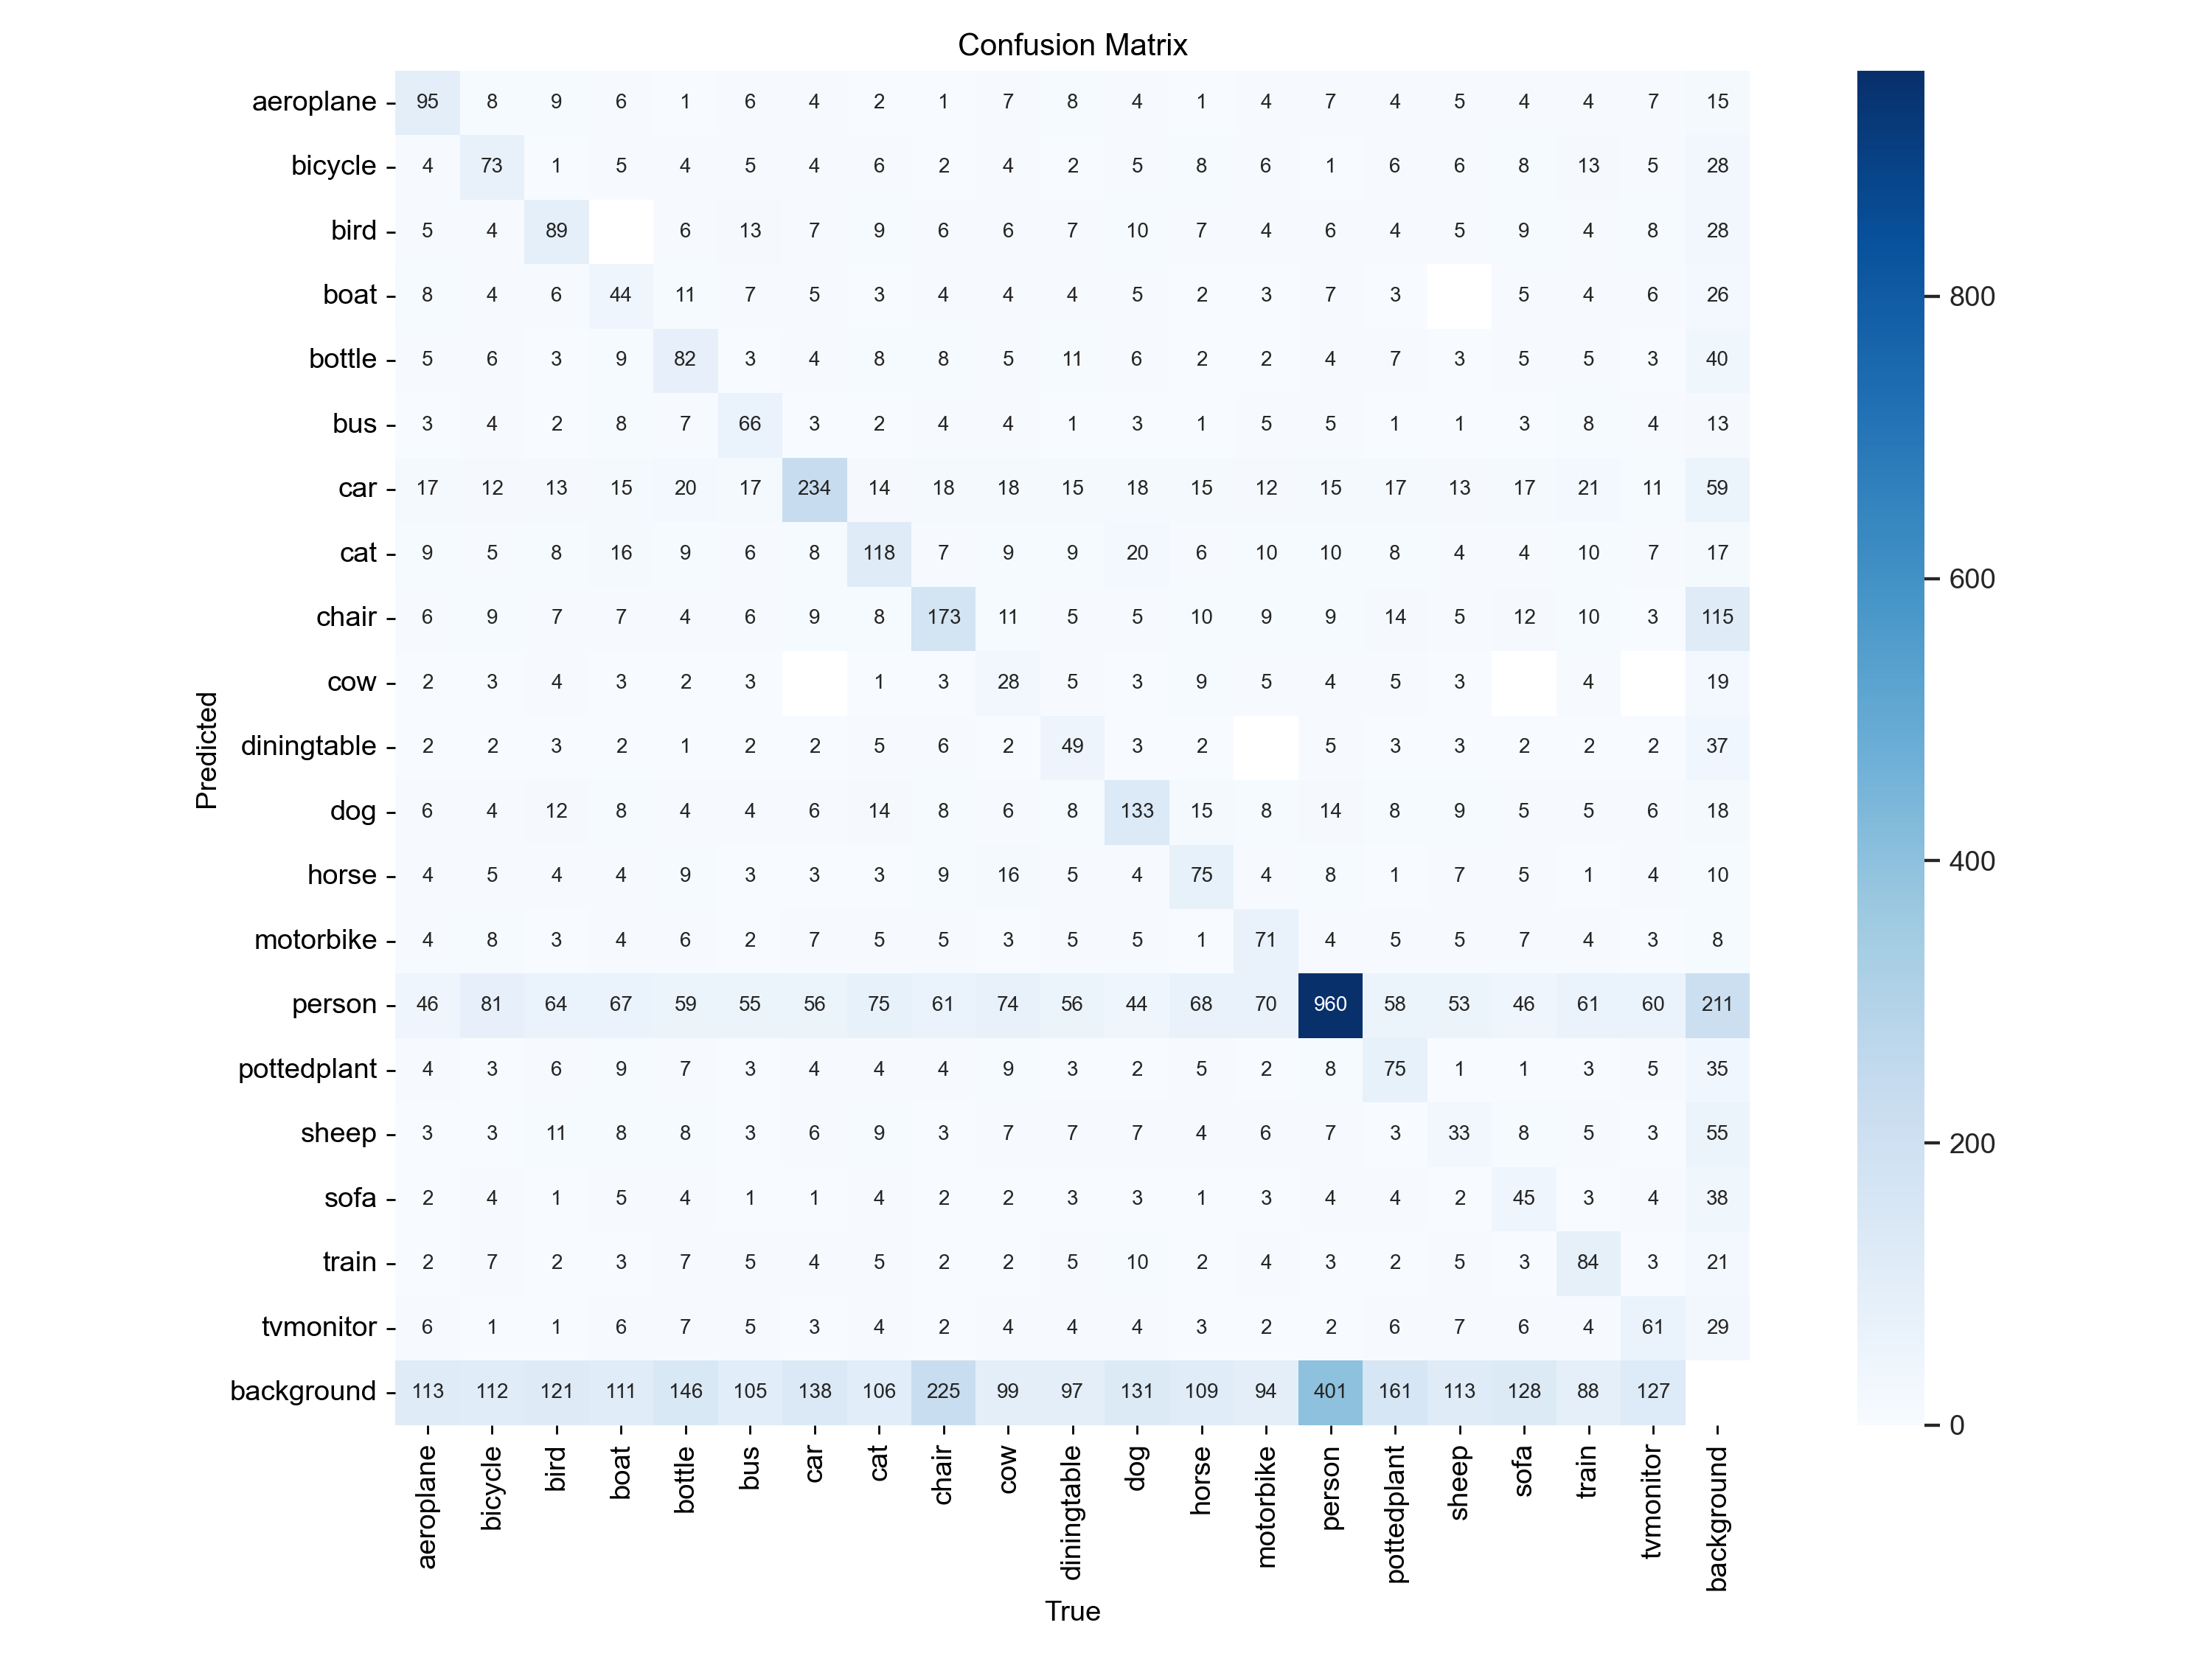 Confusion Matrix
aeroplane 95 8 9 6 1 6 4 2 1 7 8 4 1 4 7 4 5 4 4 7 15
bicycle 4 73 1 5 4 5 4 6 2 4 2 5 8 6 1 6 6 8 13 5 28
bird 5 4 89 6 13 7 9 6 6 7 10 7 4 6 4 5 9 4 8 28
boat 8 4 6 44 11 7 5 3 4 4 4 5 2 3 7 3 5 4 6 26
800
bottle 5 6 3 9 82 3 4 8 8 5 11 6 2 2 4 7 3 5 5 3 40
bus 3 4 2 8 7 66 3 2 4 4 1 3 1 5 5 1 1 3 8 4 13
car 17 12 13 15 20 17 234 14 18 18 15 18 15 12 15 17 13 17 21 11 59
cat 9 5 8 16 9 6 8 118 7 9 9 20 6 10 10 8 4 4 10 7 17
600
chair 6 9 7 7 4 6 9 8 173 11 5 5 10 9 9 14 5 12 10 3 115
cow 2 3 4 3 2 3 1 3 28 5 3 9 5 4 5 3 4 19
Predicted
diningtable 2 2 3 2 1 2 2 5 6 2 49 3 2 5 3 3 2 2 2 37
dog 6 4 12 8 4 4 6 14 8 6 8 133 15 8 14 8 9 5 5 6 18
400
horse 4 5 4 4 9 3 3 3 9 16 5 4 75 4 8 1 7 5 1 4 10
motorbike 4 8 3 4 6 2 7 5 5 3 5 5 1 71 4 5 5 7 4 3 8
person 46 81 64 67 59 55 56 75 61 74 56 44 68 70 960 58 53 46 61 60 211
pottedplant 4 3 6 9 7 3 4 4 4 9 3 2 5 2 8 75 1 1 3 5 35
sheep 3 3 11 8 8 3 6 9 3 7 7 7 4 6 7 3 33 8 5 3 55
200
sofa 2 4 1 5 4 1 1 4 2 2 3 3 1 3 4 4 2 45 3 4 38
train 2 7 2 3 7 5 4 5 2 2 5 10 2 4 3 2 5 3 84 3 21
tvmonitor 6 1 1 6 7 5 3 4 2 4 4 4 3 2 2 6 7 6 4 61 29
background 113 112 121 111 146 105 138 106 225 99 97 131 109 94 401 161 113 128 88 127
0
aeroplane bicycle bird boat bottle bus car cat chair cow diningtable dog horse motorbike person pottedplant sheep sofa train tvmonitor background
True